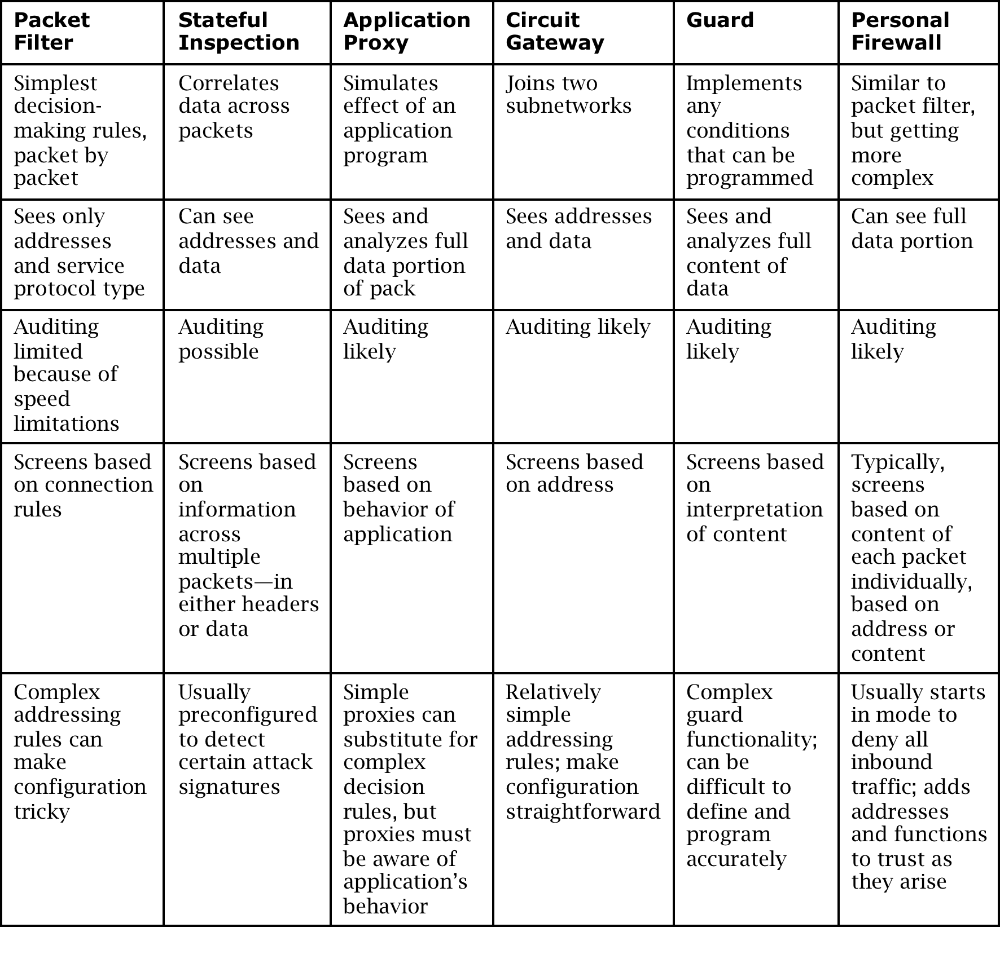 Packet
Filter
Stateful
Inspection
Application
Proxy
Circuit
Gateway
Guard
Personal
Firewall
Simplest
decision-
making rules,
packet by
packet
Correlates
data across
packets
Simulates
effect of an
application
program
Joins two
subnetworks
Implements
any
conditions
that can be
programmed
Similar to
packet filter,
but getting
more
complex
Sees only
addresses
and service
protocol type
Can see
addresses and
data
Sees and
analyzes full
data portion
of pack
Sees addresses
and data
Sees and
analyzes full
content of
data
Can see full
data portion
Auditing
limited
because of
speed
limitations
Auditing
possible
Auditing
likely
Auditing likely
Auditing
likely
Auditing
likely
Screens based
on connection
rules
Screens based
on
information
across
multiple
packets—in
either headers
or data
Screens
based on
behavior of
application
Screens based
on address
Screens based
on
interpretation
of content
Typically,
screens
based on
content of
each packet
individually,
based on
address or
content
Complex
addressing
rules can
make
configuration
tricky
Usually
preconfigured
to detect
certain attack
signatures
Simple
proxies can
substitute for
complex
decision
rules, but
proxies must
be aware of
application’s
behavior
Relatively
simple
addressing
rules; make
configuration
straightforward
Complex
guard
functionality;
can be
difficult to
define and
program
accurately
Usually starts
in mode to
deny all
inbound
traffic; adds
addresses
and functions
to trust as
they arise